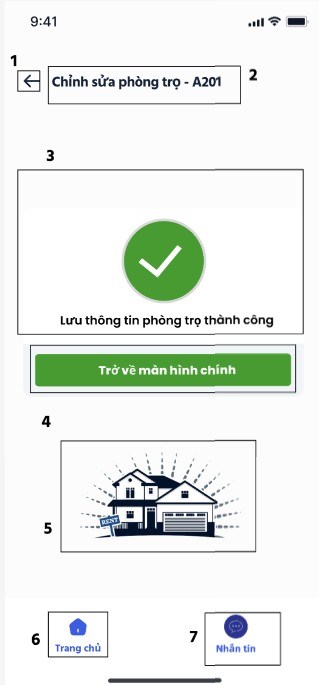 9:41
1
Chỉnh sửa phòng trọ - A201
2
3
Lưu thông tin phòng trọ thành công
Trở về màn hình chính
4
RENT
5
6
Trang chủ
7
Nhắn tin